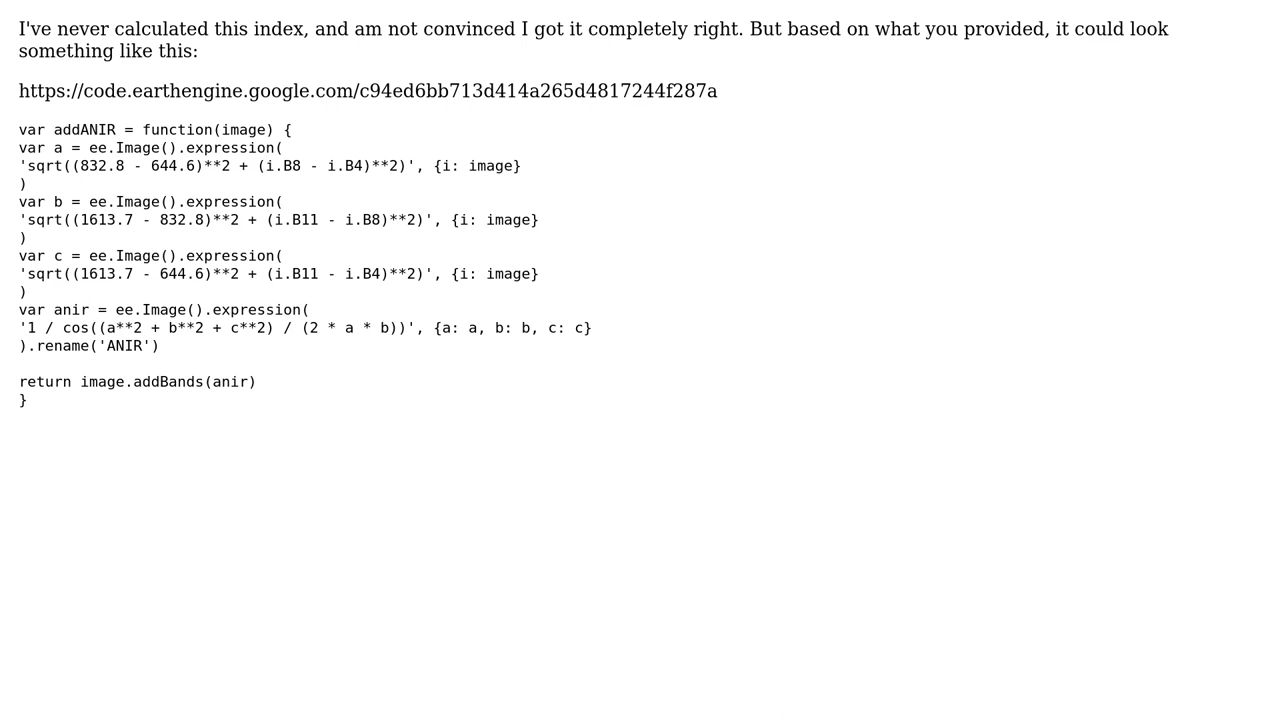 I've never calculated this index, and am not convinced I got it completely right. But based on what you provided, it could look
something like this:
https://code.earthengine.google.com/c94ed6bb713d414a265d4817244f287a
var addANIR = function(image) {
var a = ee.Image().expression(
'sqrt((832.8 - 644.6)**2 + (i.B8 - i.B4)**2)', {i: image}
)
var b = ee.Image().expression(
'sqrt((1613.7 - 832.8)**2 + (i.B11 - i.B8)**2)', {i: image}
)
var c = ee.Image().expression(
'sqrt((1613.7 - 644.6)**2 + (i.B11 - i.B4)**2)', {i: image}
)
var anir = ee.Image().expression(
'1 / cos((a**2 + b**2 + c**2) / (2 * a * b))', {a: a, b: b, c: c}
).rename('ANIR')
return image.addBands(anir)
}